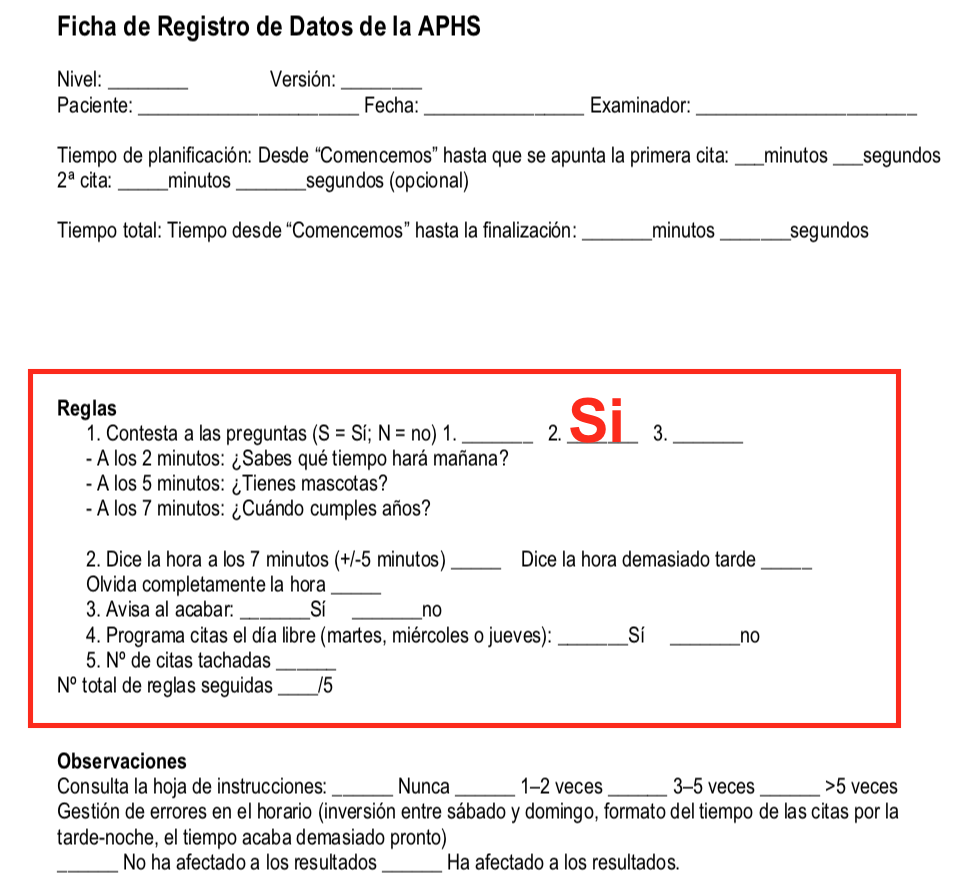 Ficha de Registro de Datos de la APHS
Nivel: ________ Versión: ________
Paciente: ______________________ Fecha: ________________ Examinador: ______________________
Tiempo de planificación: Desde “Comencemos” hasta que se apunta la primera cita: ___minutos ___segundos
2ª cita: _____minutos _______segundos (opcional)
Tiempo total: Tiempo desde “Comencemos” hasta la finalización: _______minutos _______segundos
Reglas
1. Contesta a las preguntas (S = Sí; N = no) 1. _______ 2. Si 3. _______
- A los 2 minutos: ¿Sabes qué tiempo hará mañana?
- A los 5 minutos: ¿Tienes mascotas?
- A los 7 minutos: ¿Cuándo cumples años?
2. Dice la hora a los 7 minutos (+/-5 minutos) _____ Dice la hora demasiado tarde _____
Olvida completamente la hora _____
3. Avisa al acabar: _______Sí _______no
4. Programa citas el día libre (martes, miércoles o jueves): _______Sí _______no
5. Nº de citas tachadas ______
Nº total de reglas seguidas ____/5
Observaciones
Consulta la hoja de instrucciones: ______ Nunca ______ 1–2 veces ______ 3–5 veces ______ >5 veces
Gestión de errores en el horario (inversión entre sábado y domingo, formato del tiempo de las citas por la
tarde-noche, el tiempo acaba demasiado pronto)
______ No ha afectado a los resultados ______ Ha afectado a los resultados.